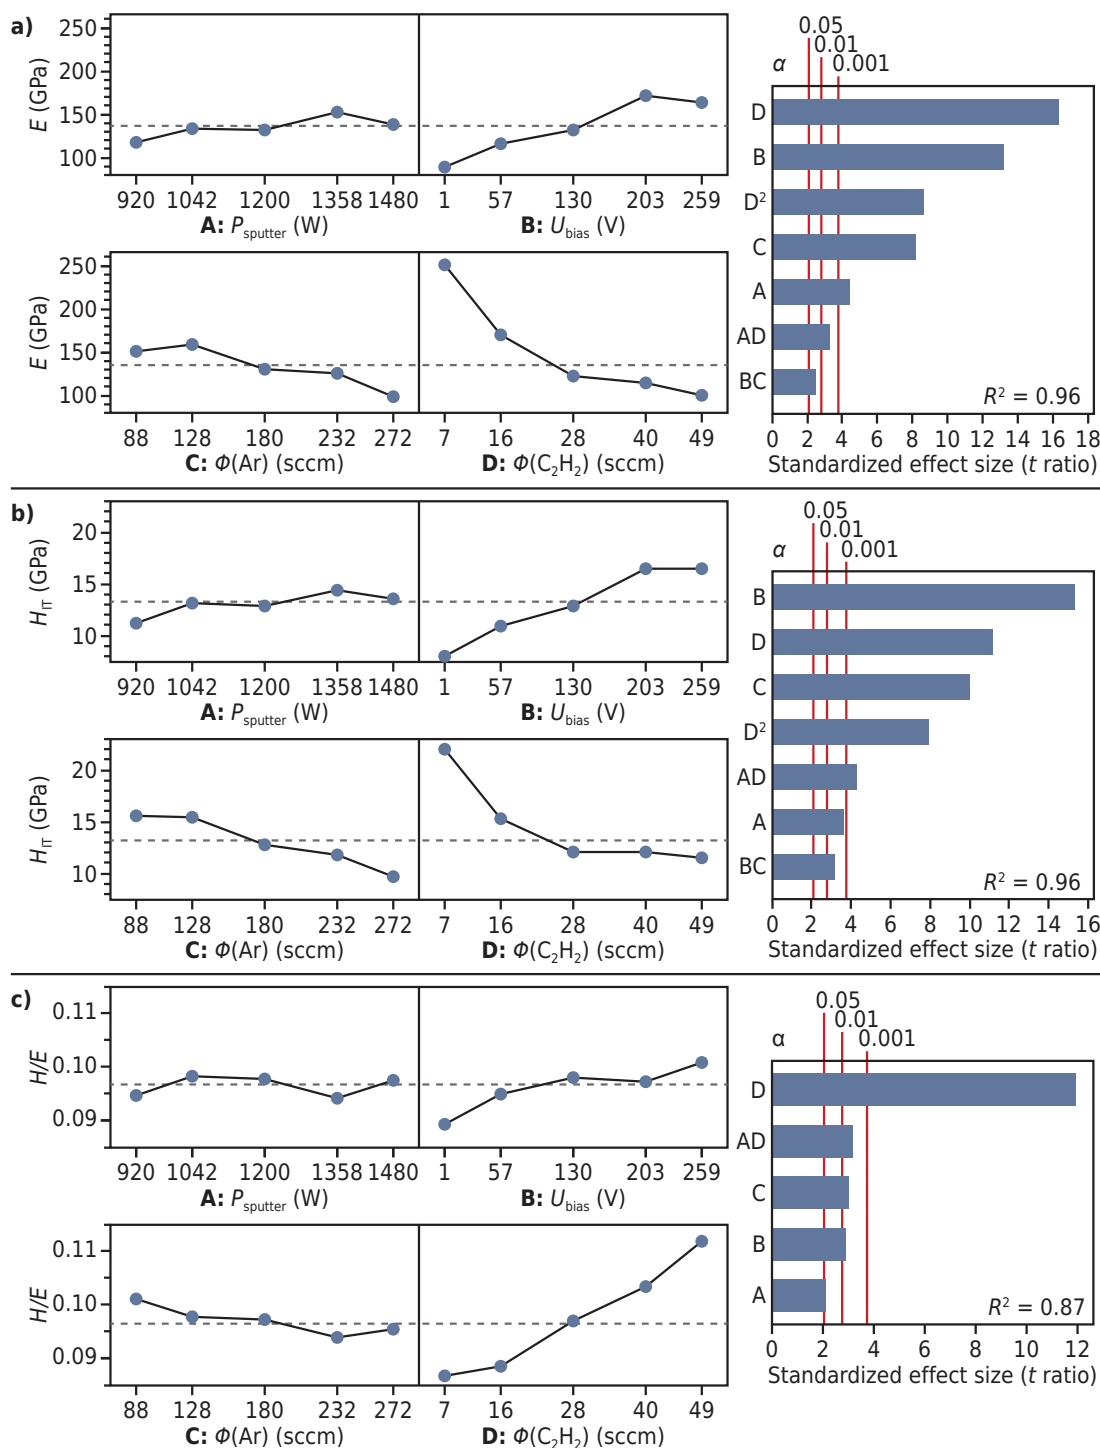 a)
E (GPa)
250
200
150
100
920 1042 1200 1358 1480
A: P_sputter (W)
1 57 130 203 259
B: U_bias (V)
E (GPa)
250
200
150
100
88 128 180 232 272
C: Φ(Ar) (sccm)
7 16 28 40 49
D: Φ(C₂H₂) (sccm)
0.05
0.01
α 0.001
D
B
D²
C
A
AD
BC
R² = 0.96
0 2 4 6 8 10 12 14 16 18
Standardized effect size (t ratio)
b)
H_IT (GPa)
20
15
10
920 1042 1200 1358 1480
A: P_sputter (W)
1 57 130 203 259
B: U_bias (V)
H_IT (GPa)
20
15
10
88 128 180 232 272
C: Φ(Ar) (sccm)
7 16 28 40 49
D: Φ(C₂H₂) (sccm)
0.05
0.01
α 0.001
B
D
C
D²
AD
A
BC
R² = 0.96
0 2 4 6 8 10 12 14 16
Standardized effect size (t ratio)
c)
H/E
0.11
0.10
0.09
920 1042 1200 1358 1480
A: P_sputter (W)
1 57 130 203 259
B: U_bias (V)
H/E
0.11
0.10
0.09
88 128 180 232 272
C: Φ(Ar) (sccm)
7 16 28 40 49
D: Φ(C₂H₂) (sccm)
0.05
0.01
α 0.001
D
AD
C
B
A
R² = 0.87
0 2 4 6 8 10 12
Standardized effect size (t ratio)